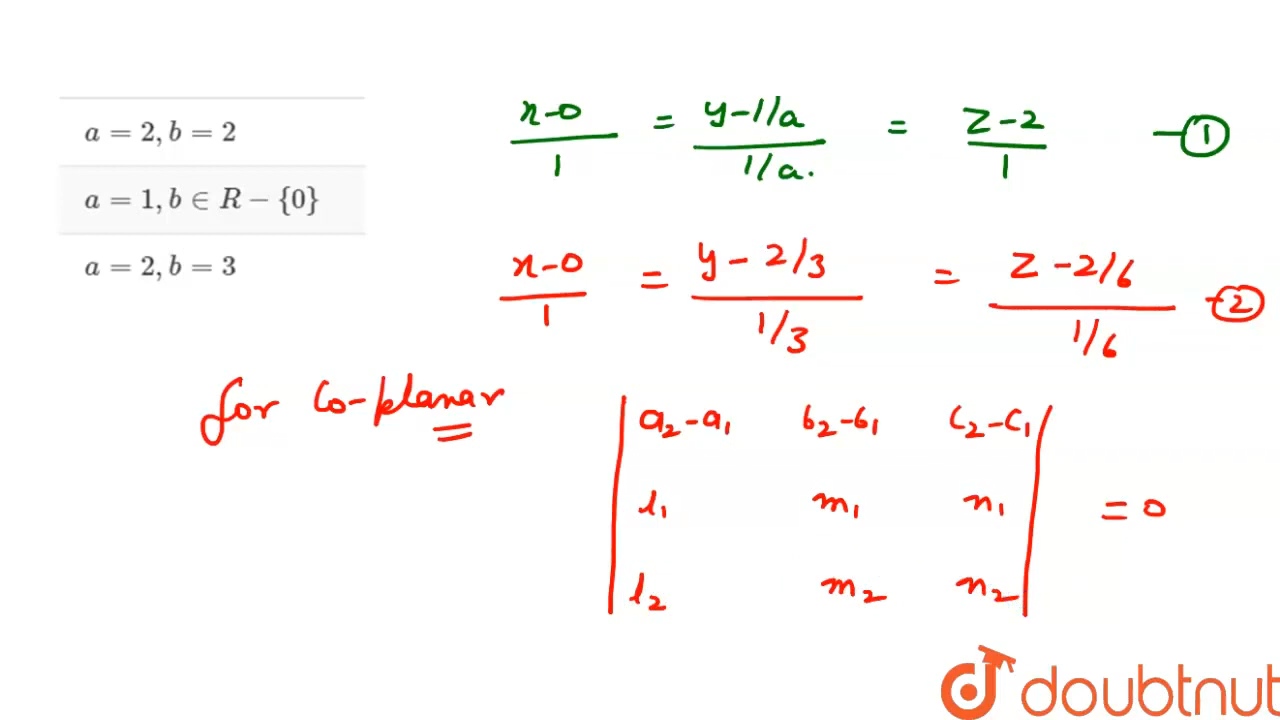 a = 2, b = 2
a = 1, b ∈ R − {0}
a = 2, b = 3
x-0/1 = y-1/a/1/a. = z-2/1 -①
x-0/1 = y-2/3/1/3 = z-2/6/1/6 -②
for Co-planar
| a₂-a₁ b₂-b₁ c₂-c₁ |
| l₁ m₁ n₁ | = 0
| l₂ m₂ n₂ |
doubtnut